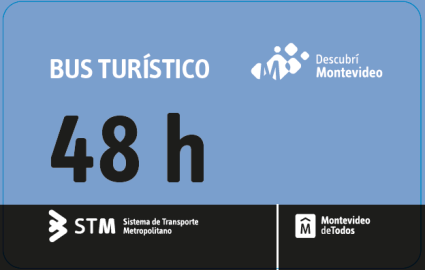 BUS TURÍSTICO
Descubrí
Montevideo
48 h
STM
Sistema de Transporte
Metropolitano
M
Montevideo
deTodos